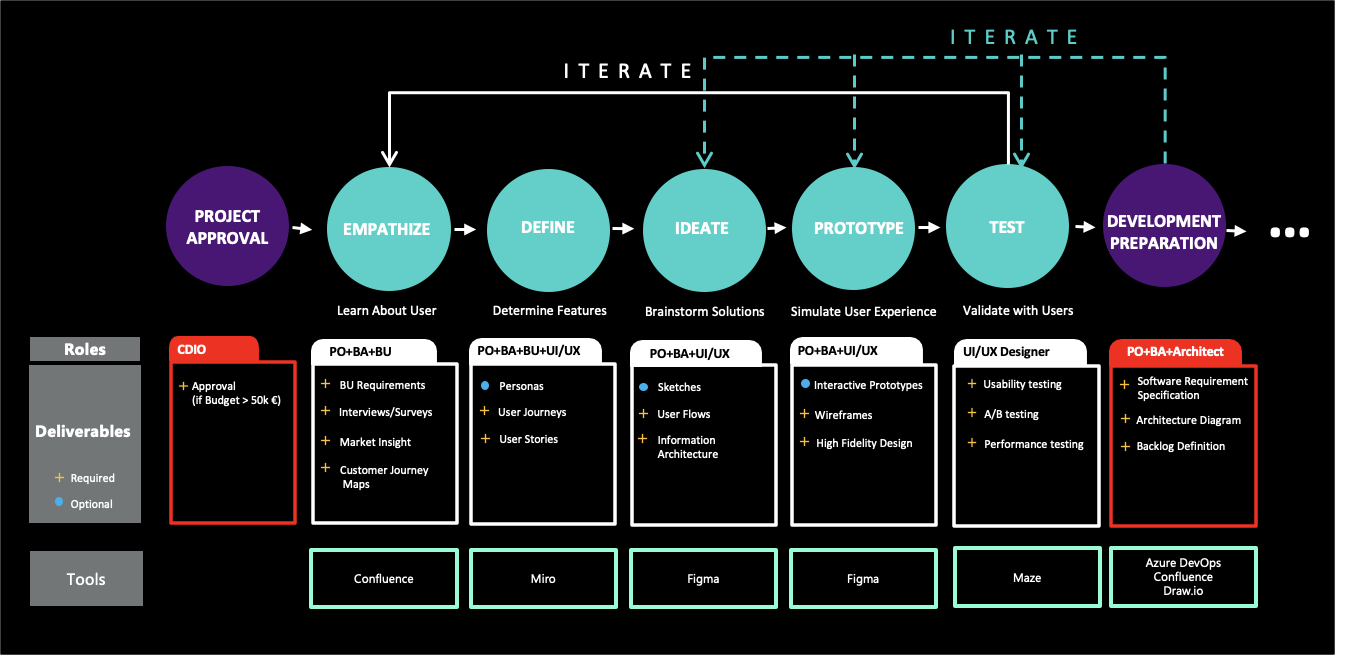 ITERATE
ITERATE
PROJECT
APPROVAL
EMPATHIZE
DEFINE
IDEATE
PROTOTYPE
TEST
DEVELOPMENT
PREPARATION
Learn About User
Determine Features
Brainstorm Solutions
Simulate User Experience
Validate with Users
Roles
Deliverables
+ Required
Optional
CDIO
+ Approval
(if Budget > 50k €)
PO+BA+BU
+ BU Requirements
+ Interviews/Surveys
+ Market Insight
+ Customer Journey
Maps
PO+BA+BU+UI/UX
Personas
+ User Journeys
+ User Stories
PO+BA+UI/UX
Sketches
+ User Flows
+ Information
Architecture
PO+BA+UI/UX
Interactive Prototypes
+ Wireframes
+ High Fidelity Design
UI/UX Designer
+ Usability testing
+ A/B testing
+ Performance testing
PO+BA+Architect
+ Software Requirement
Specification
+ Architecture Diagram
+ Backlog Definition
Tools
Confluence
Miro
Figma
Figma
Maze
Azure DevOps
Confluence
Draw.io